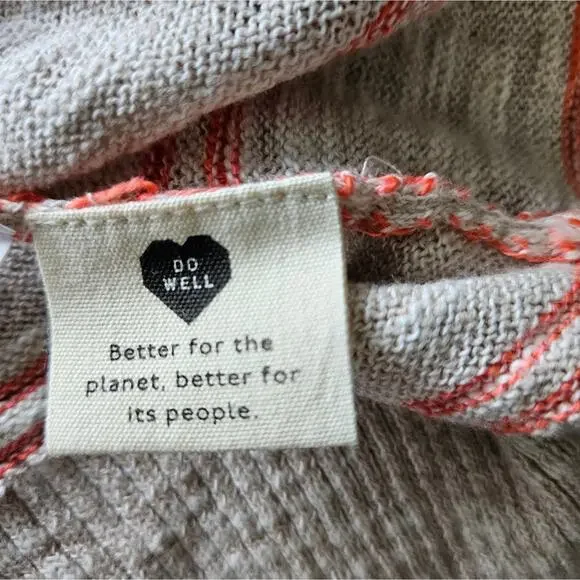 DO
WELL
Better for the
planet, better for
its people.